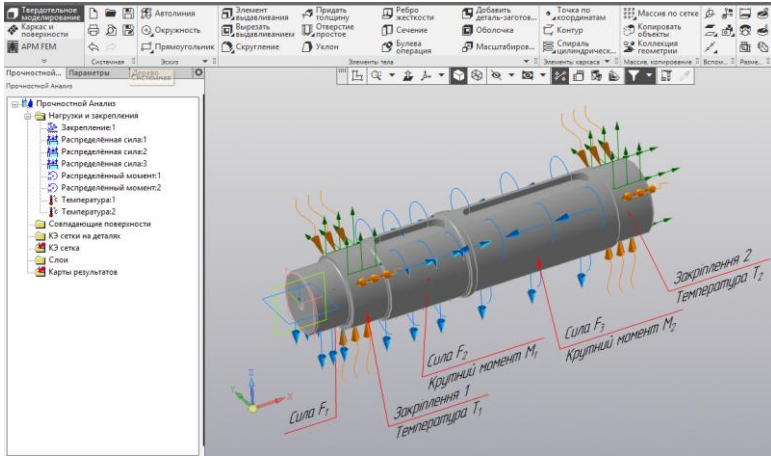 Твердотельное моделирование
Каркас и поверхности
APM FEM
Системная
Автолиния
Окружность
Прямоугольник
Эскиз
Элемент выдавливания
Вырезать выдавливанием
Скругление
Придать толщину
Отверстие простое
Уклон
Ребро жесткости
Сечение
Булева операция
Добавить деталь-заготов...
Оболочка
Масштабиров...
Элементы тела
Точка по координатам
Контур
Спираль цилиндрическ...
Элементы каркаса
Массив по сетке
Копировать объекты
Коллекция геометрии
Массив, копирование
Вспом...
Разме...
Прочностной...
Параметры
Дерево
Системная
Прочностной Анализ
Прочностной Анализ
Нагрузки и закрепления
Закрепление:1
Распределённая сила:1
Распределённая сила:2
Распределённая сила:3
Распределённый момент:1
Распределённый момент:2
Температура:1
Температура:2
Совпадающие поверхности
КЭ сетки на деталях
КЭ сетка
Слои
Карты результатов
Закріплення 2
Температура T₂
Сила F₃
Крутний момент M₂
Сила F₂
Крутний момент M₁
Закріплення 1
Температура T₁
Сила F₁
Z
Y
X